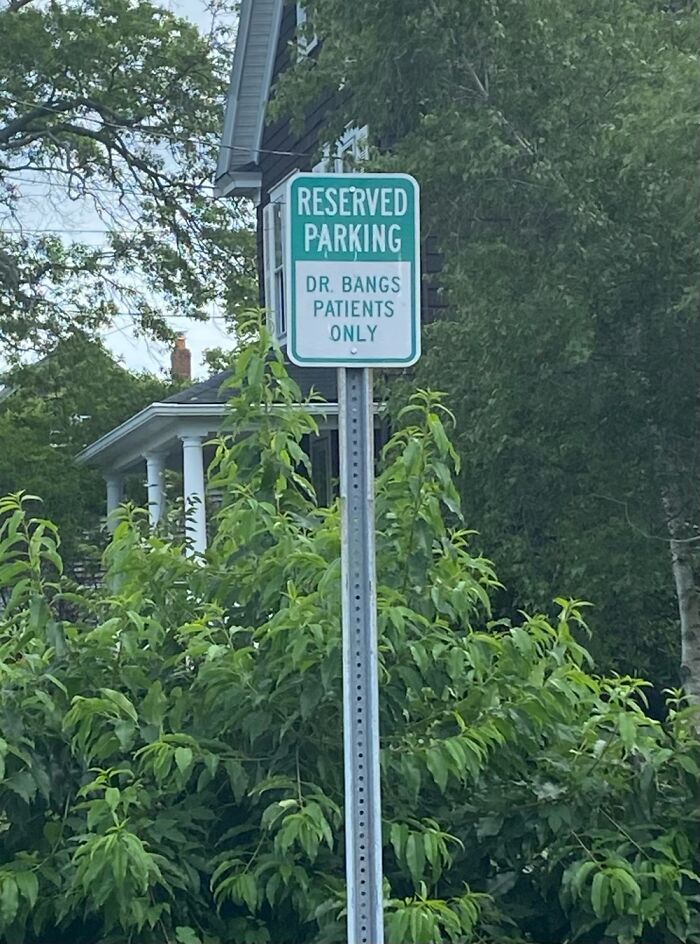 RESERVED
PARKING
DR. BANGS
PATIENTS
ONLY